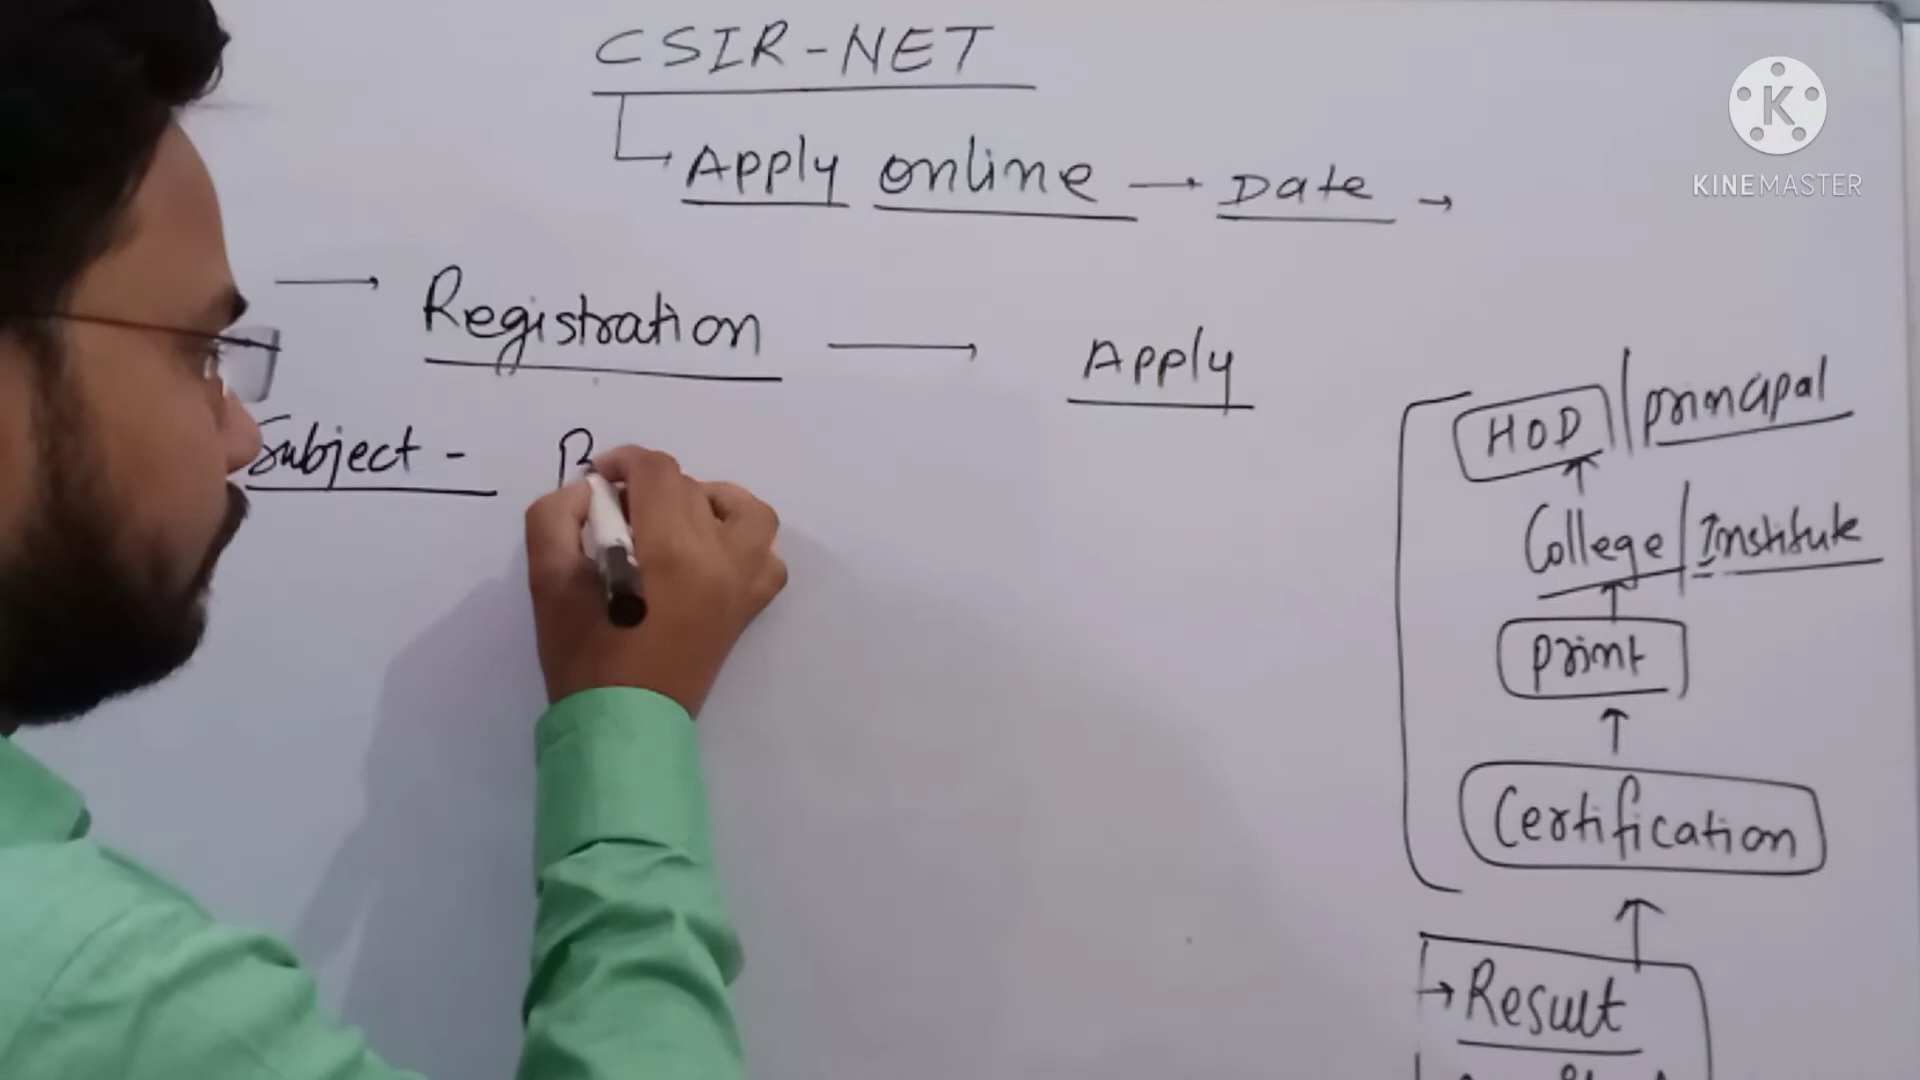 CSIR-NET
Apply online → Date →
→ Registration → Apply
Subject -
HOD / principal
College / Institute
print
Certification
→ Result
K
KINEMASTER